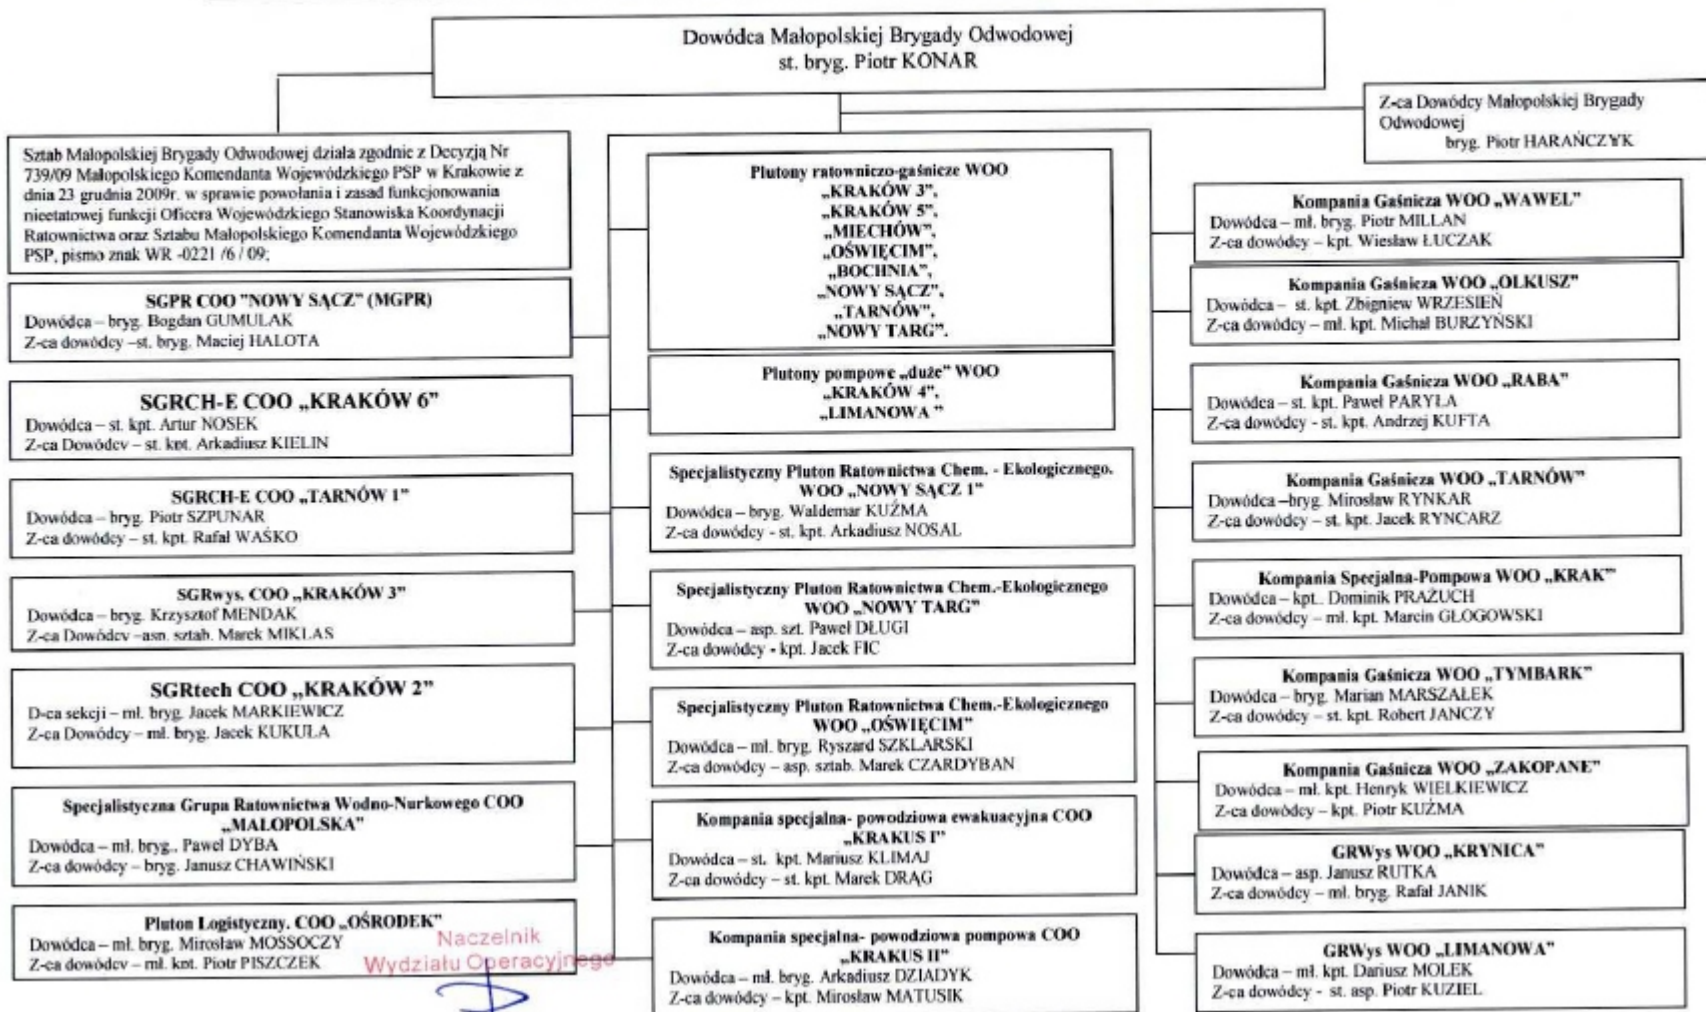 Dowódca Małopolskiej Brygady Odwodowej
st. bryg. Piotr KONAR
Z-ca Dowódcy Małopolskiej Brygady
Odwodowej
bryg. Piotr HARAŃCZYK
Sztab Małopolskiej Brygady Odwodowej działa zgodnie z Decyzją Nr
739/09 Małopolskiego Komendanta Wojewódzkiego PSP w Krakowie z
dnia 23 grudnia 2009r. w sprawie powołania i zasad funkcjonowania
nieetatowej funkcji Oficera Wojewódzkiego Stanowiska Koordynacji
Ratownictwa oraz Sztabu Małopolskiego Komendanta Wojewódzkiego
PSP, pismo znak WR -0221 /6 / 09;
SGPR COO "NOWY SĄCZ" (MGPR)
Dowódca – bryg. Bogdan GUMULAK
Z-ca dowódcy –st. bryg. Maciej HALOTA
SGRCH-E COO „KRAKÓW 6”
Dowódca – st. kpt. Artur NOSEK
Z-ca Dowódcy – st. kpt. Arkadiusz KIELIN
SGRCH-E COO „TARNÓW 1”
Dowódca – bryg. Piotr SZPUNAR
Z-ca dowódcy – st. kpt. Rafał WAŚKO
SGRwys. COO „KRAKÓW 3”
Dowódca – bryg. Krzysztof MENDAK
Z-ca Dowódcy –asp. sztab. Marek MIKLAS
SGRtech COO „KRAKÓW 2”
D-ca sekcji – mł. bryg. Jacek MARKIEWICZ
Z-ca Dowódcy – mł. bryg. Jacek KUKUŁA
Specjalistyczna Grupa Ratownictwa Wodno-Nurkowego COO
„MAŁOPOLSKA”
Dowódca – mł. bryg.. Paweł DYBA
Z-ca dowódcy – bryg. Janusz CHAWIŃSKI
Pluton Logistyczny. COO „OŚRODEK”
Dowódca – mł. bryg. Mirosław MOSSOCZY
Z-ca dowódcy – mł. kpt. Piotr PISZCZEK
Naczelnik
Wydziału Operacyjnego
Plutony ratowniczo-gaśnicze WOO
„KRAKÓW 3”,
„KRAKÓW 5”,
„MIECHÓW”,
„OŚWIĘCIM”,
„BOCHNIA”,
„NOWY SĄCZ”,
„TARNÓW”,
„NOWY TARG”.
Plutony pompowe „duże” WOO
„KRAKÓW 4”,
„LIMANOWA ”
Specjalistyczny Pluton Ratownictwa Chem. - Ekologicznego.
WOO „NOWY SĄCZ 1”
Dowódca – bryg. Waldemar KUŹMA
Z-ca dowódcy - st. kpt. Arkadiusz NOSAL
Specjalistyczny Pluton Ratownictwa Chem.-Ekologicznego
WOO „NOWY TARG”
Dowódca – asp. szt. Paweł DŁUGI
Z-ca dowódcy - kpt. Jacek FIC
Specjalistyczny Pluton Ratownictwa Chem.-Ekologicznego
WOO „OŚWIĘCIM”
Dowódca – mł. bryg. Ryszard SZKLARSKI
Z-ca dowódcy – asp. sztab. Marek CZARDYBAN
Kompania specjalna- powodziowa ewakuacyjna COO
„KRAKUS I”
Dowódca – st. kpt. Mariusz KLIMAJ
Z-ca dowódcy – st. kpt. Marek DRĄG
Kompania specjalna- powodziowa pompowa COO
„KRAKUS II”
Dowódca – mł. bryg. Arkadiusz DZIADYK
Z-ca dowódcy – kpt. Mirosław MATUSIK
Kompania Gaśnicza WOO „WAWEL”
Dowódca – mł. bryg. Piotr MILLAN
Z-ca dowódcy – kpt. Wiesław ŁUCZAK
Kompania Gaśnicza WOO „OLKUSZ”
Dowódca – st. kpt. Zbigniew WRZESIEŃ
Z-ca dowódcy – mł. kpt. Michał BURZYŃSKI
Kompania Gaśnicza WOO „RABA”
Dowódca – st. kpt. Paweł PARYŁA
Z-ca dowódcy - st. kpt. Andrzej KUFTA
Kompania Gaśnicza WOO „TARNÓW”
Dowódca –bryg. Mirosław RYNKAR
Z-ca dowódcy - st. kpt. Jacek RYNCARZ
Kompania Specjalna-Pompowa WOO „KRAK”
Dowódca – kpt.. Dominik PRAŻUCH
Z-ca dowódcy – mł. kpt. Marcin GŁOGOWSKI
Kompania Gaśnicza WOO „TYMBARK”
Dowódca – bryg. Marian MARSZAŁEK
Z-ca dowódcy – st. kpt. Robert JANCZY
Kompania Gaśnicza WOO „ZAKOPANE”
Dowódca – mł. kpt. Henryk WIELKIEWICZ
Z-ca dowódcy – kpt. Piotr KUŹMA
GRWys WOO „KRYNICA”
Dowódca – asp. Janusz RUTKA
Z-ca dowódcy – mł. bryg. Rafał JANIK
GRWys WOO „LIMANOWA”
Dowódca – mł. kpt. Dariusz MOLEK
Z-ca dowódcy - st. asp. Piotr KUZIEL